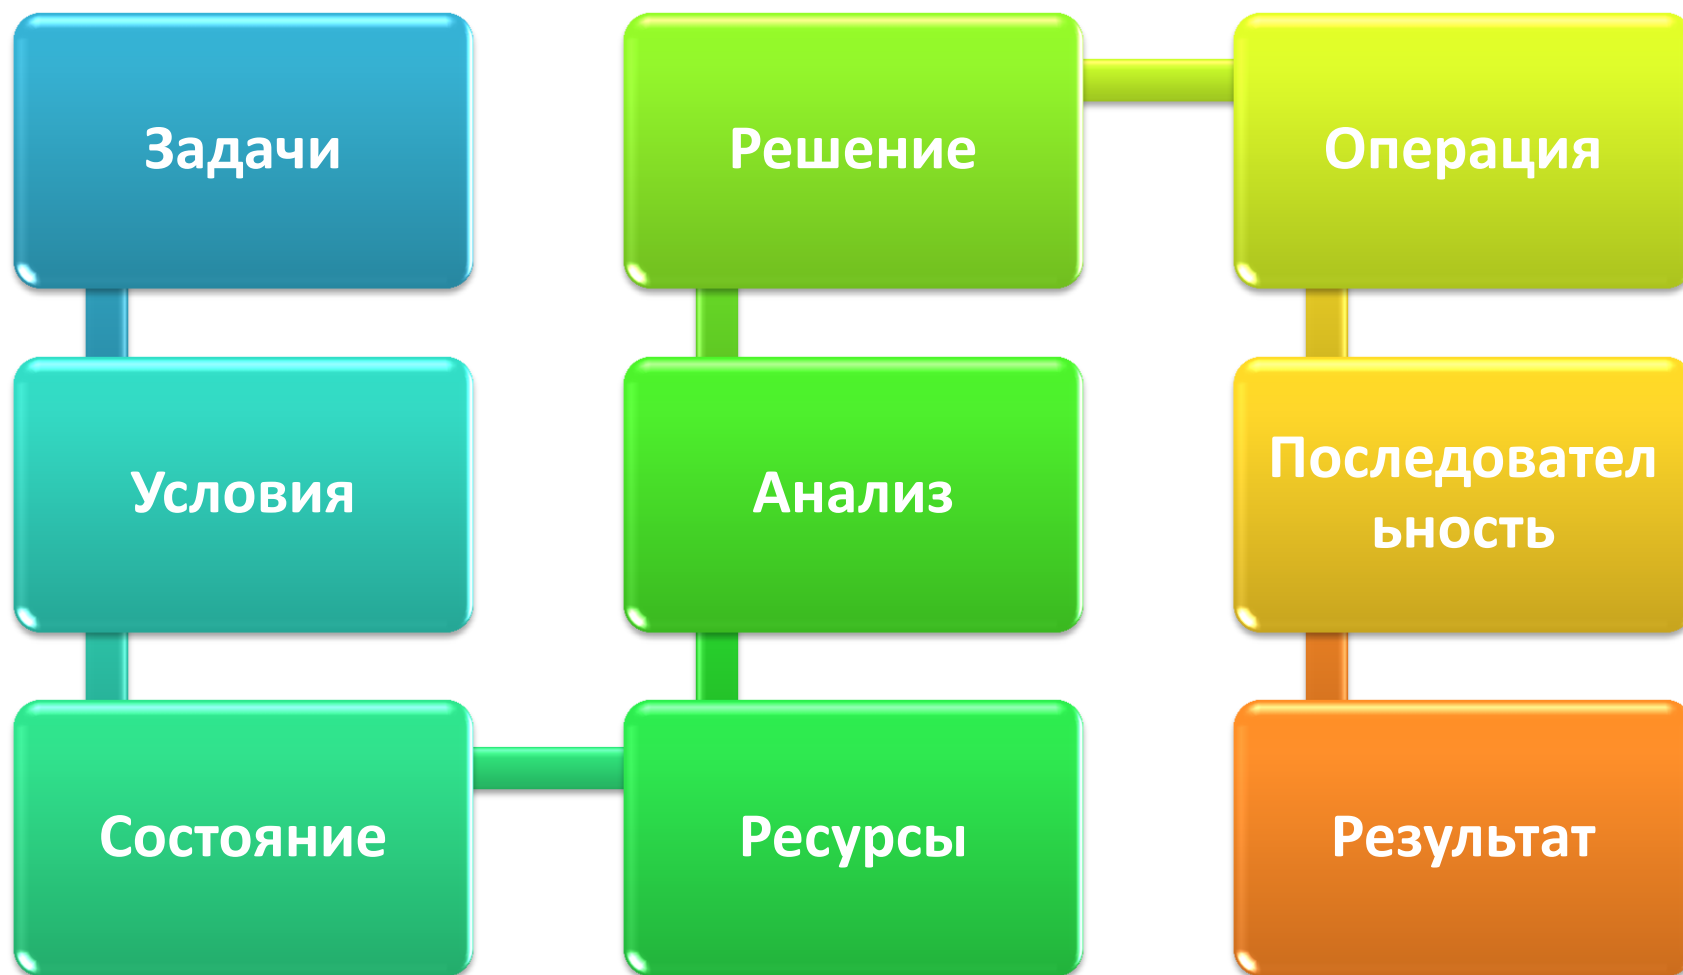 Задачи
Условия
Состояние
Ресурсы
Анализ
Решение
Операция
Последовател
ьность
Результат